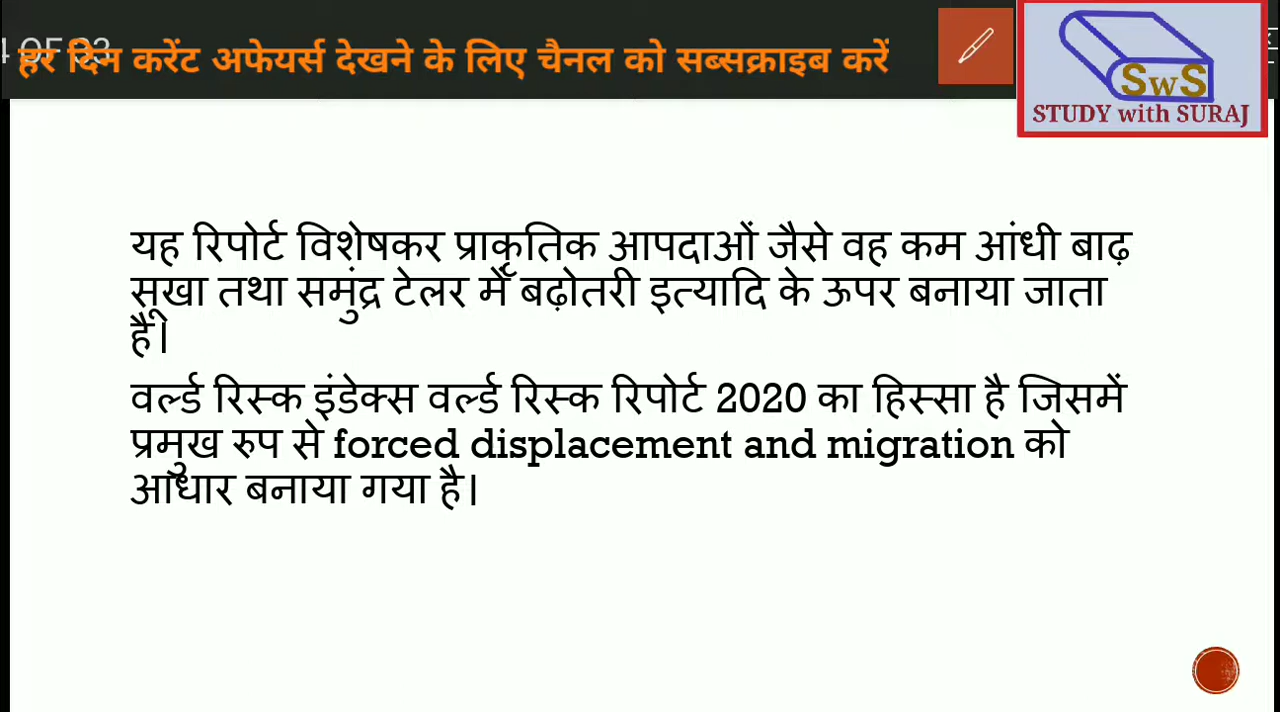 हर दिन करेंट अफेयर्स देखने के लिए चैनल को सब्सक्राइब करें
SwS
STUDY with SURAJ
यह रिपोर्ट विशेषकर प्राकृतिक आपदाओं जैसे वह कम आंधी बाढ़
सूखा तथा समुंद्र टेलर में बढ़ोतरी इत्यादि के ऊपर बनाया जाता
है।
वर्ल्ड रिस्क इंडेक्स वर्ल्ड रिस्क रिपोर्ट 2020 का हिस्सा है जिसमें
प्रमुख रुप से forced displacement and migration को
आधार बनाया गया है।